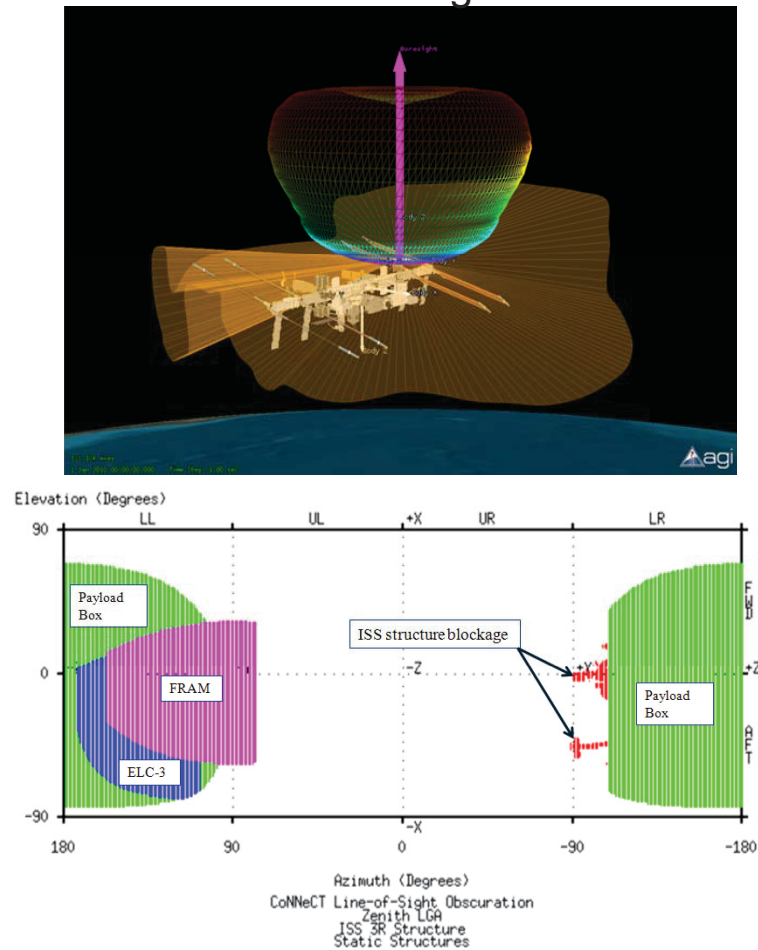 Boresight
Body Z
agi
Elevation (Degrees)
90
LL
UL
+X
UR
LR
Payload
Box
FWD
ISS structure blockage
0
-Z
+Y
+Z
FRAM
Payload
Box
AFT
ELC-3
-90
-X
180
90
0
-90
-180
Azimuth (Degrees)
CoNNeCT Line-of-Sight Obscuration
Zenith LGA
ISS 3R Structure
Static Structures